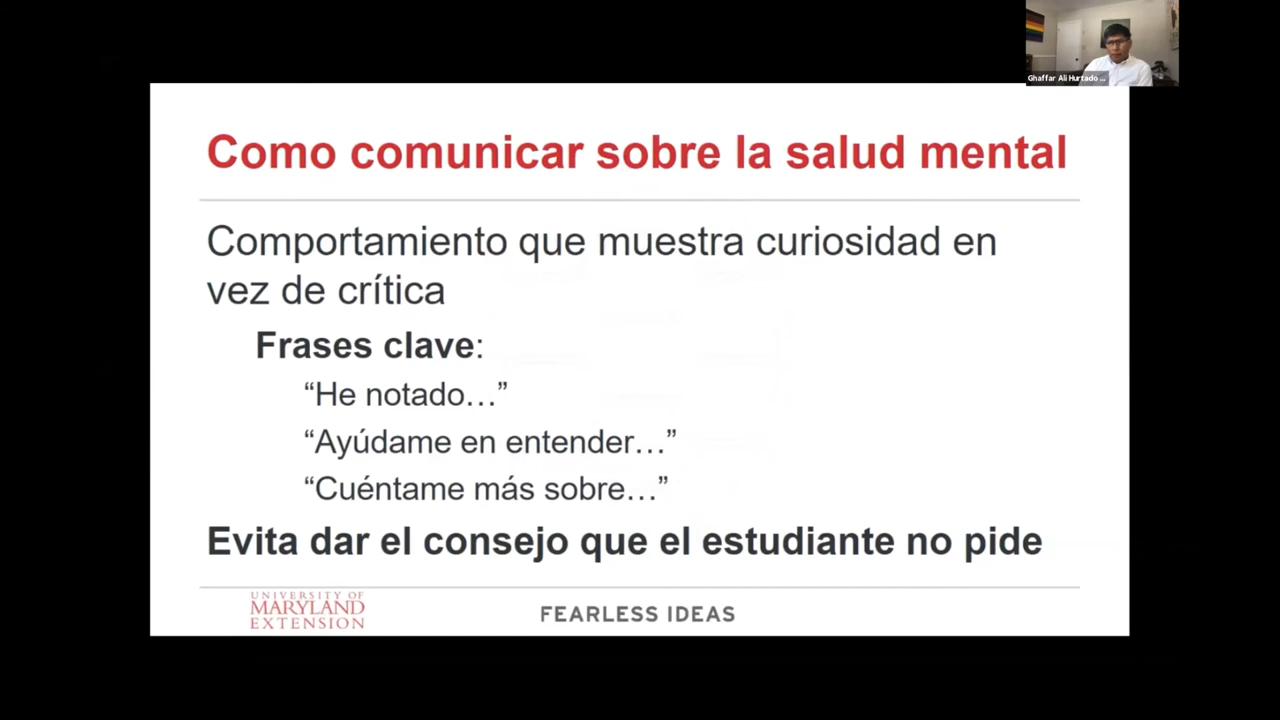 Ghaffar Ali Hurtado ...
Como comunicar sobre la salud mental
Comportamiento que muestra curiosidad en
vez de crítica
Frases clave:
“He notado…”
“Ayúdame en entender…”
“Cuéntame más sobre…”
Evita dar el consejo que el estudiante no pide
UNIVERSITY OF
MARYLAND
EXTENSION
FEARLESS IDEAS